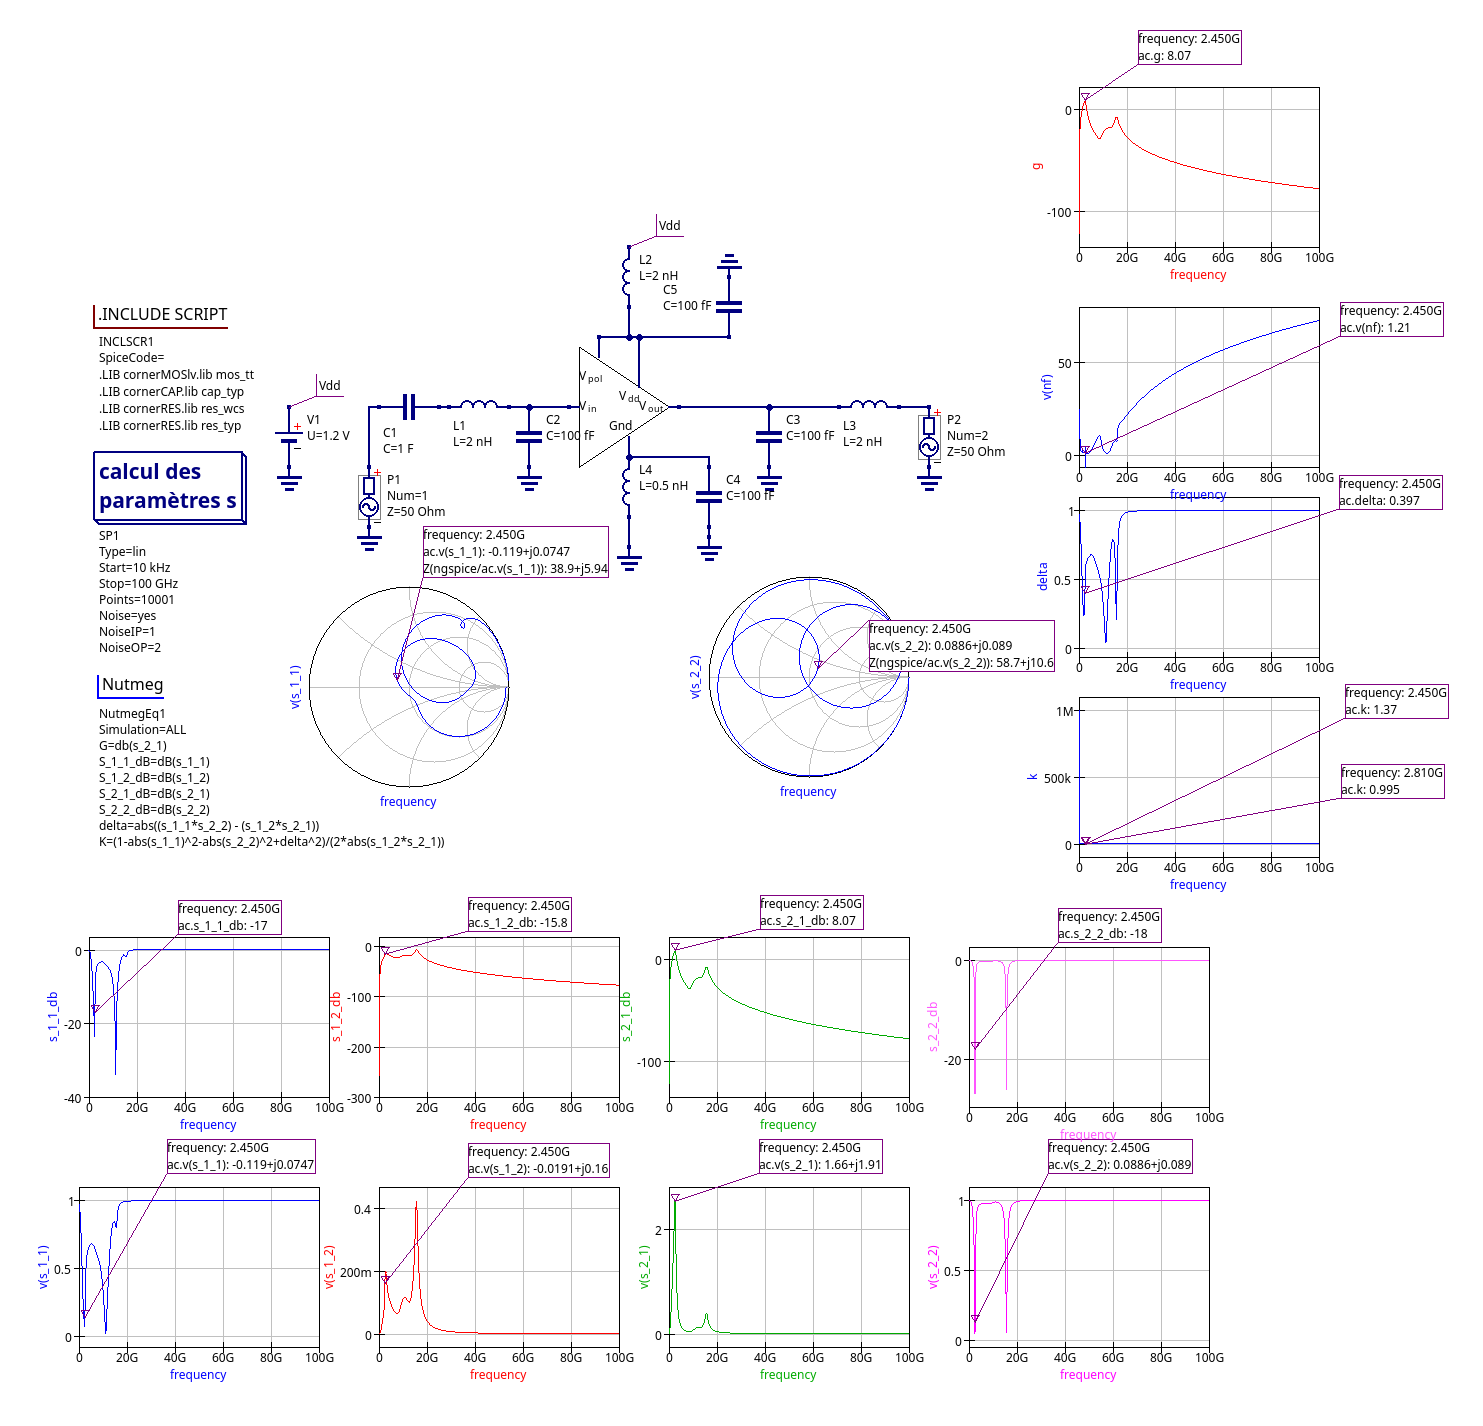 frequency: 2.450G
ac.g: 8.07
0
-100
g
0
20G
40G
60G
80G
100G
frequency
Vdd
L2
L=2 nH
C5
C=100 fF
.INCLUDE SCRIPT
INCLSCR1
SpiceCode=
.LIB cornerMOSlv.lib mos_tt
.LIB cornerCAP.lib cap_typ
.LIB cornerRES.lib res_wcs
.LIB cornerRES.lib res_typ
Vdd
V1
U=1.2 V
+
C1
C=1 F
L1
L=2 nH
C2
C=100 fF
Vpol
Vin
Vdd
Vout
Gnd
C3
C=100 fF
L3
L=2 nH
P2
Num=2
Z=50 Ohm
P1
Num=1
Z=50 Ohm
L4
L=0.5 nH
C4
C=100 fF
calcul des
paramètres s
SP1
Type=lin
Start=10 kHz
Stop=100 GHz
Points=10001
Noise=yes
NoiseIP=1
NoiseOP=2
Nutmeg
NutmegEq1
Simulation=ALL
G=db(s_2_1)
S_1_1_dB=dB(s_1_1)
S_1_2_dB=dB(s_1_2)
S_2_1_dB=dB(s_2_1)
S_2_2_dB=dB(s_2_2)
delta=abs((s_1_1*s_2_2) - (s_1_2*s_2_1))
K=(1-abs(s_1_1)^2-abs(s_2_2)^2+delta^2)/(2*abs(s_1_2*s_2_1))
frequency: 2.450G
ac.v(s_1_1): -0.119+j0.0747
Z(ngspice/ac.v(s_1_1)): 38.9+j5.94
v(s_1_1)
frequency
frequency: 2.450G
ac.v(s_2_2): 0.0886+j0.089
Z(ngspice/ac.v(s_2_2)): 58.7+j10.6
v(s_2_2)
frequency
frequency: 2.450G
ac.v(nf): 1.21
50
0
v(nf)
0
20G
40G
60G
80G
100G
frequency
frequency: 2.450G
ac.delta: 0.397
1
0.5
0
delta
0
20G
40G
60G
80G
100G
frequency
frequency: 2.450G
ac.k: 1.37
frequency: 2.810G
ac.k: 0.995
1M
500k
0
k
0
20G
40G
60G
80G
100G
frequency
frequency: 2.450G
ac.s_1_1_db: -17
0
-20
-40
s_1_1_db
0
20G
40G
60G
80G
100G
frequency
frequency: 2.450G
ac.s_1_2_db: -15.8
0
-100
-200
-300
s_1_2_db
0
20G
40G
60G
80G
100G
frequency
frequency: 2.450G
ac.s_2_1_db: 8.07
0
-100
s_2_1_db
0
20G
40G
60G
80G
100G
frequency
frequency: 2.450G
ac.s_2_2_db: -18
0
-20
s_2_2_db
0
20G
40G
60G
80G
100G
frequency
frequency: 2.450G
ac.v(s_1_1): -0.119+j0.0747
1
0.5
0
v(s_1_1)
0
20G
40G
60G
80G
100G
frequency
frequency: 2.450G
ac.v(s_1_2): -0.0191+j0.16
0.4
200m
0
v(s_1_2)
0
20G
40G
60G
80G
100G
frequency
frequency: 2.450G
ac.v(s_2_1): 1.66+j1.91
2
0
v(s_2_1)
0
20G
40G
60G
80G
100G
frequency
frequency: 2.450G
ac.v(s_2_2): 0.0886+j0.089
1
0.5
0
v(s_2_2)
0
20G
40G
60G
80G
100G
frequency